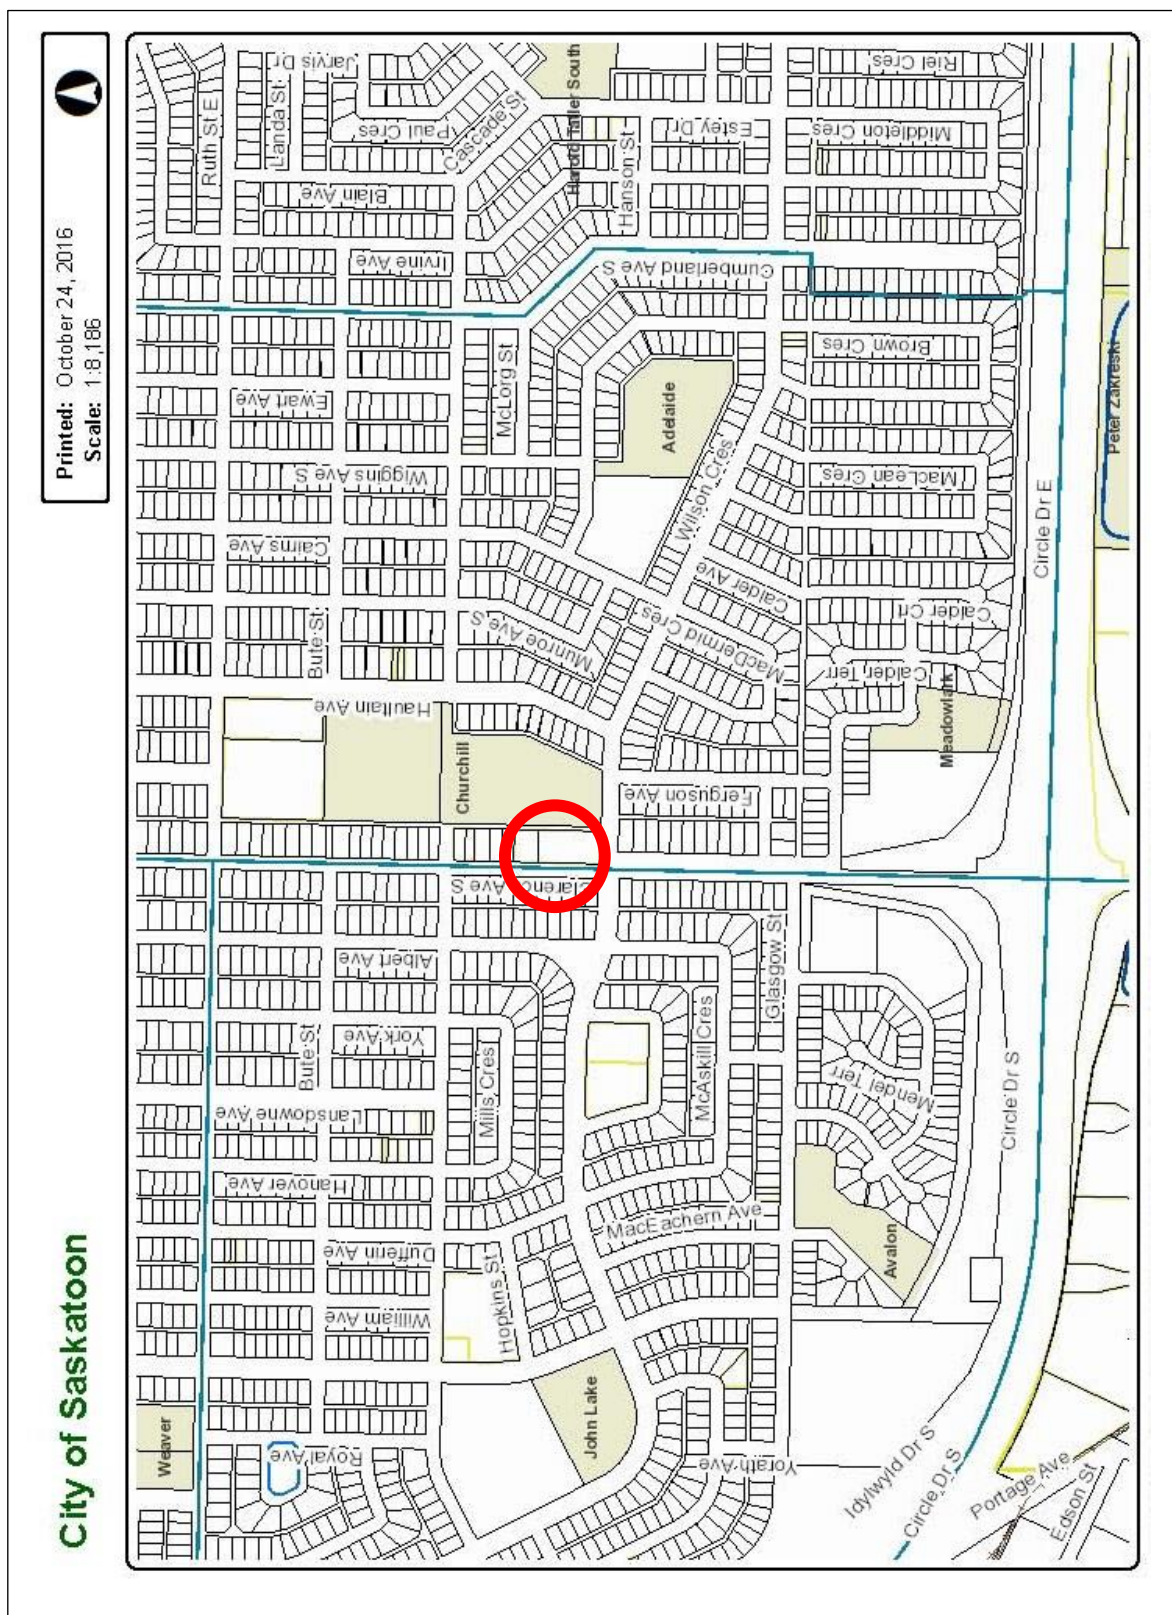 City of Saskatoon
Printed: October 24, 2016
Scale: 1:8,186
Weaver
Royal Ave
William Ave
Dufferin Ave
Hanover Ave
Lansdowne Ave
Bute St
York Ave
Albert Ave
Clarence Ave S
Churchill
Haultain Ave
Bute St
Cairns Ave
Wiggins Ave S
Ewart Ave
McLorg St
Irvine Ave
Blain Ave
Ruth St E
Landa St
Jarvis Dr
Paul Cres
Cascade St
Harold Tatler South
Hanson St
Estey Dr
Middleton Cres
Riel Cres
Cumberland Ave S
Brown Cres
Adelaide
Wilson Cres
MacLean Cres
Munroe Ave S
MacDermid Cres
Calder Ave
Calder Crt
Calder Terr
Meadowlark
Ferguson Ave
Glasgow St
Mills Cres
McAskill Cres
Mendel Terr
MacEachern Ave
Hopkins St
John Lake
Yorath Ave
Avalon
Circle Dr E
Peter Zakreski
Circle Dr S
Idylwyld Dr S
Circle Dr S
Portage Ave
Edson St